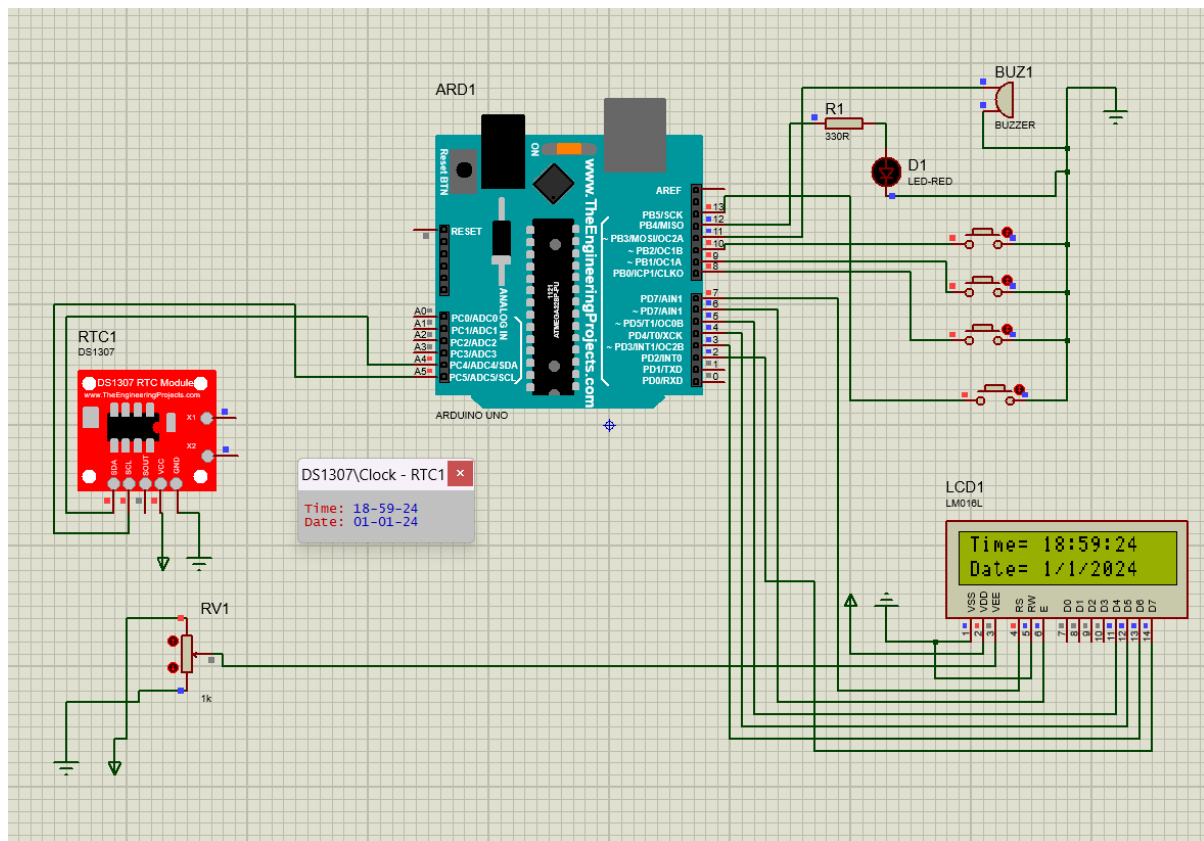 ARD1
Reset BTN
ON
www.TheEngineeringProjects.com
1121
ATMEGA328P-PU
ANALOG IN
RESET
A0
A1
A2
A3
A4
A5
PC0/ADC0
PC1/ADC1
PC2/ADC2
PC3/ADC3
PC4/ADC4/SDA
PC5/ADC5/SCL
AREF
PB5/SCK
PB4/MISO
~ PB3/MOSI/OC2A
~ PB2/OC1B
~ PB1/OC1A
PB0/ICP1/CLKO
13
12
11
10
9
8
PD7/AIN1
~ PD7/AIN1
~ PD5/T1/OC0B
PD4/T0/XCK
~ PD3/INT1/OC2B
PD2/INT0
PD1/TXD
PD0/RXD
7
6
5
4
3
2
1
0
ARDUINO UNO
BUZ1
BUZZER
R1
330R
D1
LED-RED
RTC1
DS1307
DS1307 RTC Module
www.TheEngineeringProjects.com
X1
X2
SDA
SCL
SOUT
VCC
GND
DS1307\Clock - RTC1
Time: 18-59-24
Date: 01-01-24
RV1
1k
LCD1
LM016L
Time= 18:59:24
Date= 1/1/2024
VSS
VDD
VEE
RS
RW
E
D0
D1
D2
D3
D4
D5
D6
D7
1
2
3
4
5
6
7
8
9
10
11
12
13
14